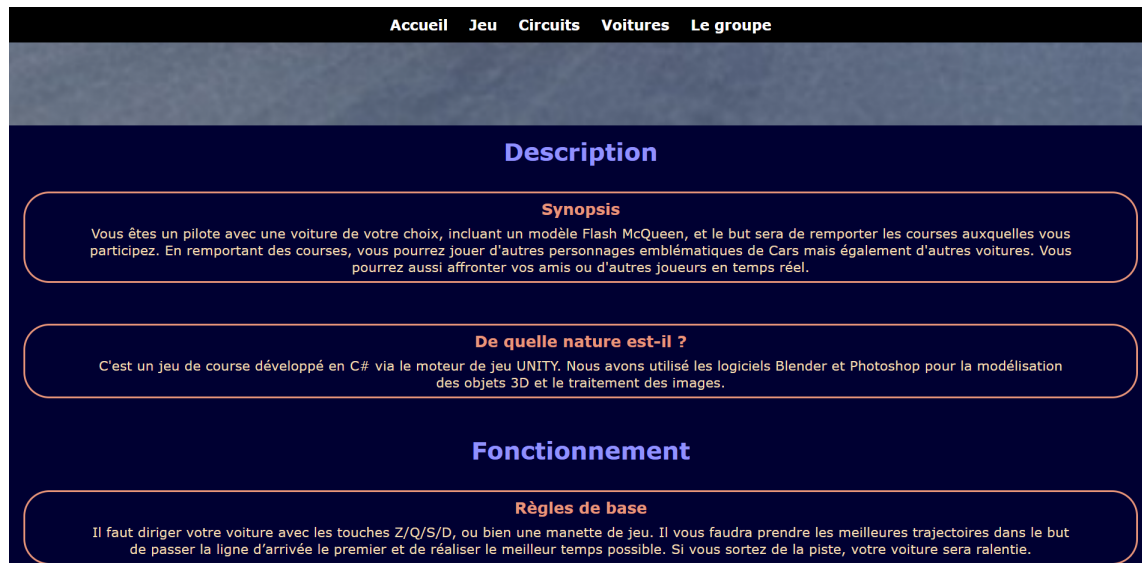 Accueil Jeu Circuits Voitures Le groupe
Description
Synopsis
Vous êtes un pilote avec une voiture de votre choix, incluant un modèle Flash McQueen, et le but sera de remporter les courses auxquelles vous
participez. En remportant des courses, vous pourrez jouer d'autres personnages emblématiques de Cars mais également d'autres voitures. Vous
pourrez aussi affronter vos amis ou d'autres joueurs en temps réel.
De quelle nature est-il ?
C'est un jeu de course développé en C# via le moteur de jeu UNITY. Nous avons utilisé les logiciels Blender et Photoshop pour la modélisation
des objets 3D et le traitement des images.
Fonctionnement
Règles de base
Il faut diriger votre voiture avec les touches Z/Q/S/D, ou bien une manette de jeu. Il vous faudra prendre les meilleures trajectoires dans le but
de passer la ligne d’arrivée le premier et de réaliser le meilleur temps possible. Si vous sortez de la piste, votre voiture sera ralentie.